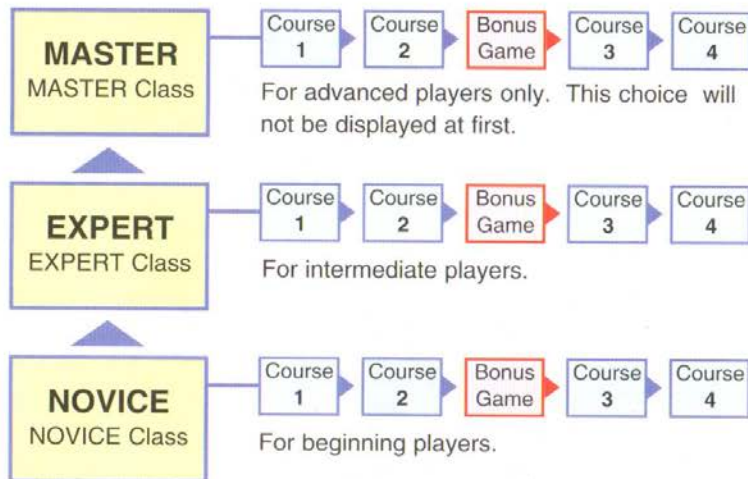 MASTER
MASTER Class
Course 1
Course 2
Bonus Game
Course 3
Course 4
For advanced players only. This choice will
not be displayed at first.
EXPERT
EXPERT Class
Course 1
Course 2
Bonus Game
Course 3
Course 4
For intermediate players.
NOVICE
NOVICE Class
Course 1
Course 2
Bonus Game
Course 3
Course 4
For beginning players.